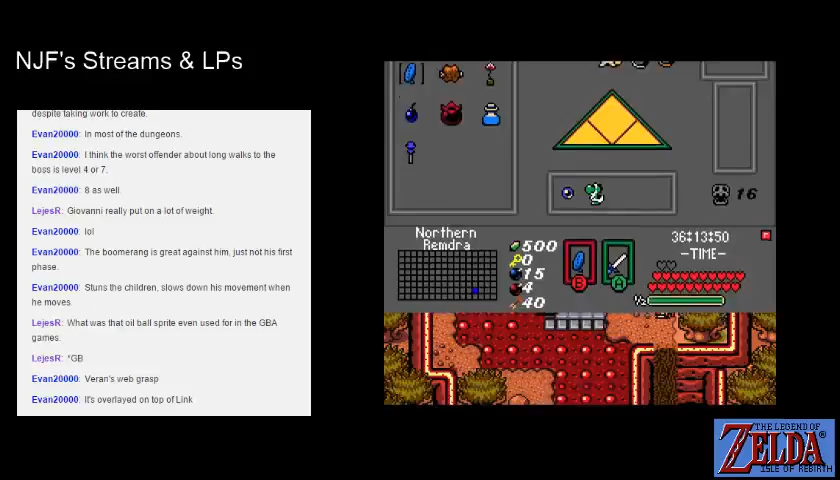 NJF's Streams & LPs
despite taking work to create.
Evan20000: In most of the dungeons.
Evan20000: I think the worst offender about long walks to the
boss is level 4 or 7.
Evan20000: 8 as well.
LejesR: Giovanni really put on a lot of weight.
Evan20000: lol
Evan20000: The boomerang is great against him, just not his first
phase.
Evan20000: Stuns the children, slows down his movement when
he moves.
LejesR: What was that oil ball sprite even used for in the GBA
games.
LejesR: *GB
Evan20000: Veran's web grasp
Evan20000: It's overlayed on top of Link
16
Northern
Remdra
500
0
15
4
40
B
A
36:13:50
-TIME-
1/2
THE LEGEND OF
ZELDA®
ISLE OF REBIRTH